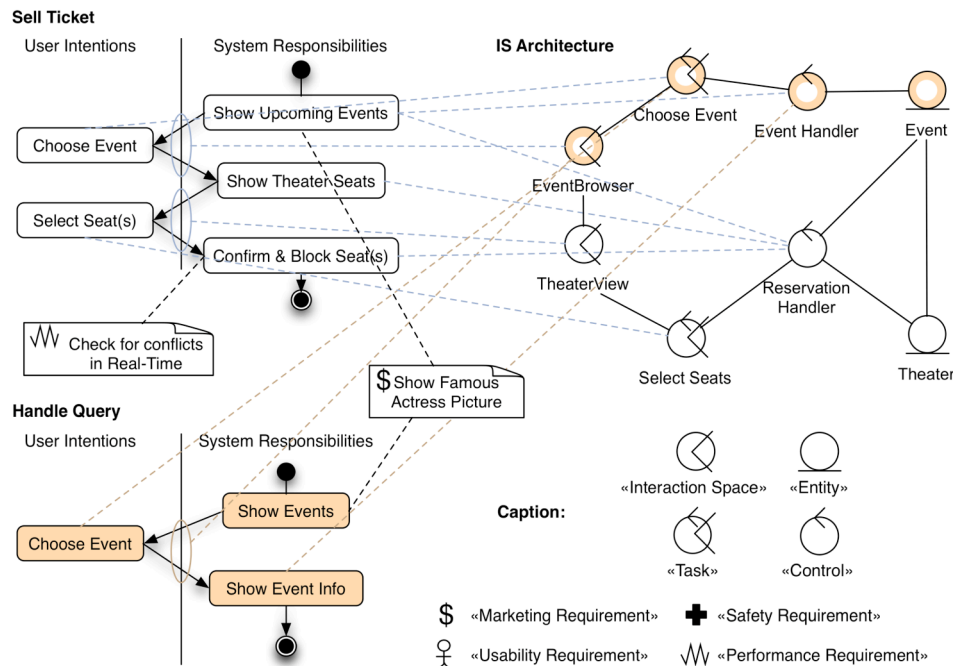 Sell Ticket
User Intentions
System Responsibilities
IS Architecture
Show Upcoming Events
Choose Event
Show Theater Seats
Select Seat(s)
Confirm & Block Seat(s)
Choose Event
Event Handler
Event
EventBrowser
TheaterView
Reservation
Handler
Select Seats
Theater
Check for conflicts
in Real-Time
$ Show Famous
Actress Picture
Handle Query
User Intentions
System Responsibilities
Show Events
Choose Event
Show Event Info
Caption:
«Interaction Space»
«Entity»
«Task»
«Control»
$ «Marketing Requirement»
«Safety Requirement»
«Usability Requirement»
«Performance Requirement»